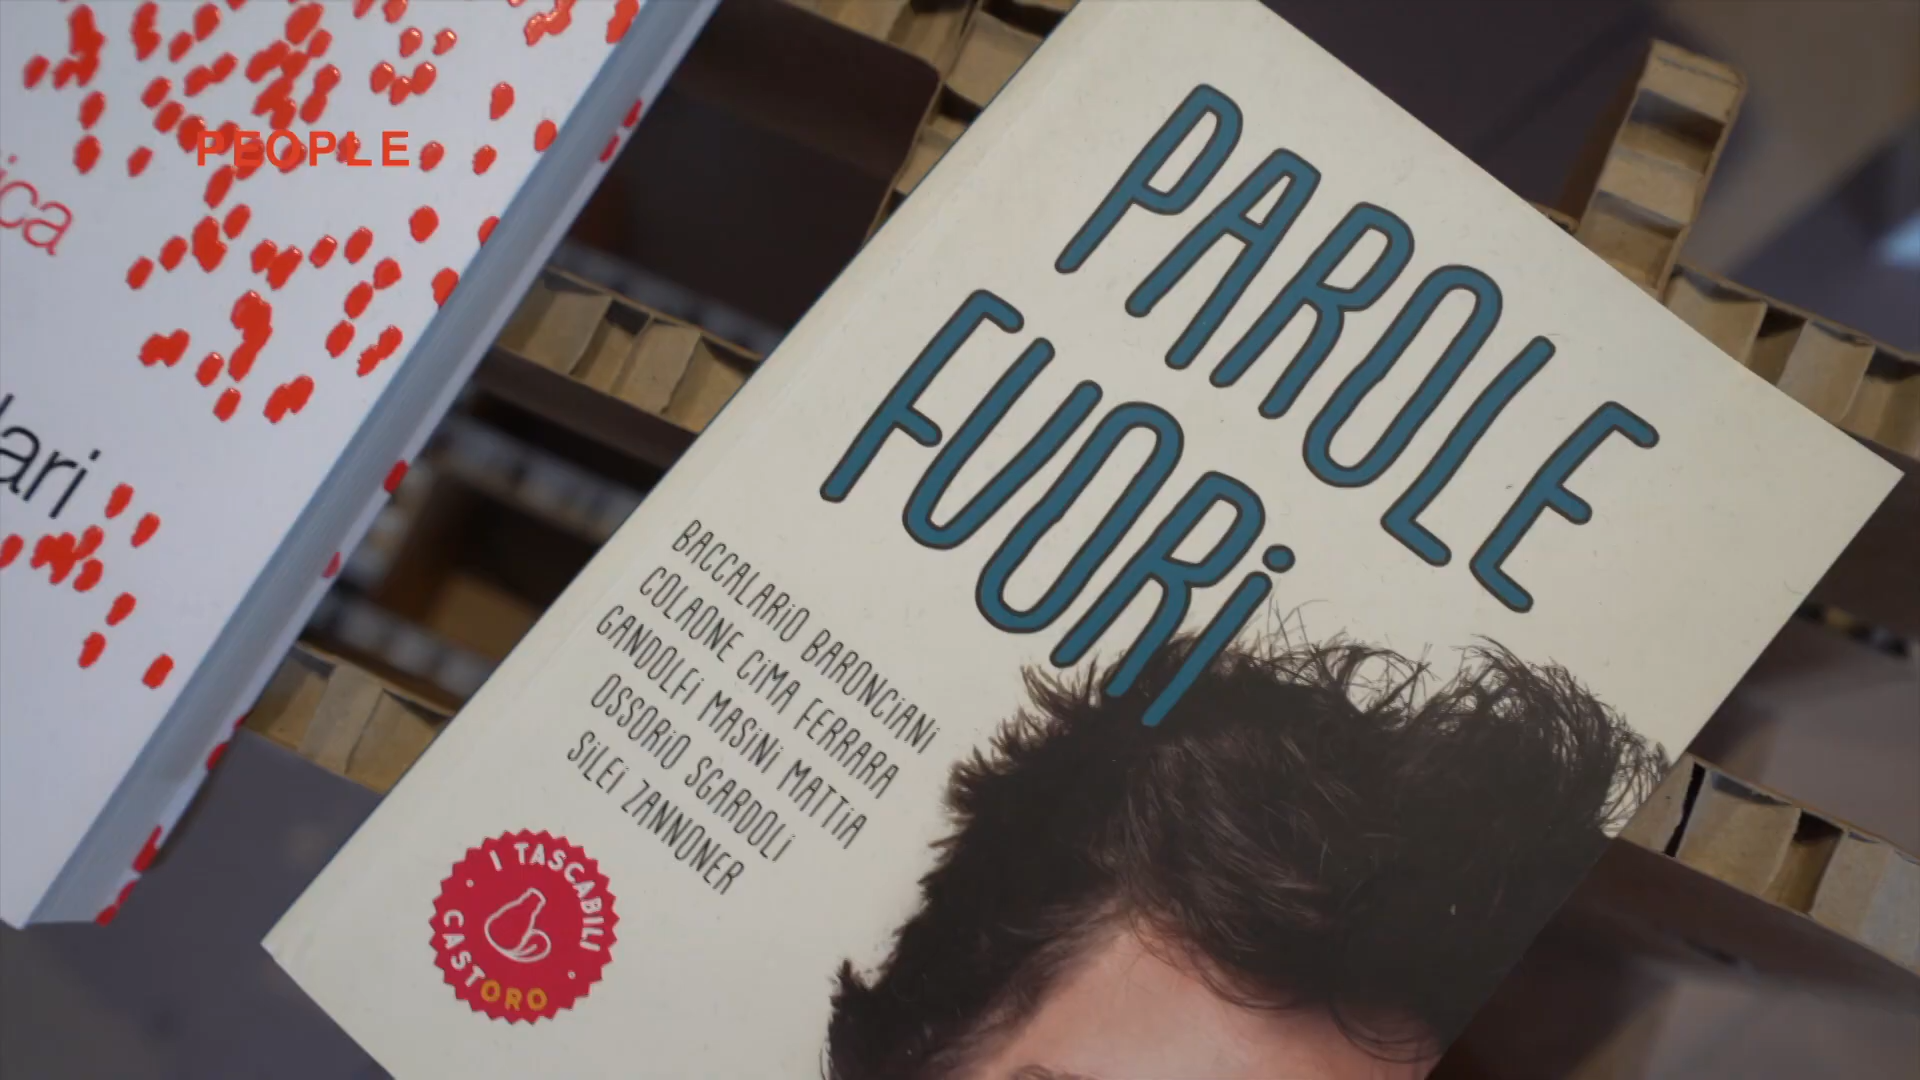 PEOPLE
ica
lari
PAROLE
FUORi
BACCALARiO BARONCiANi
COLAONE CiMA FERRARA
GANDOLFi MASiNi MATTiA
OSSORiO SGARDOLi
SiLEi ZANNONER
I TASCABILI
CASTORO